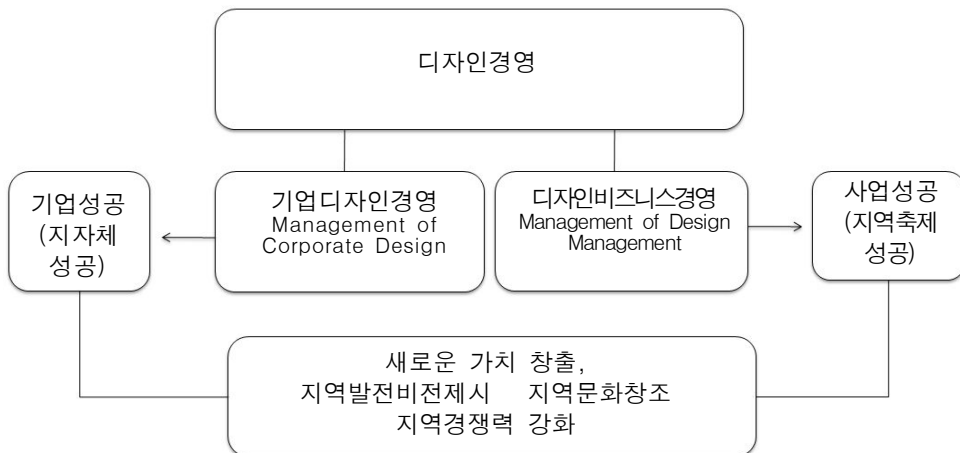 디자인경영
기업성공
(지자체
성공)
기업디자인경영
Management of
Corporate Design
디자인비즈니스경영
Management of Design
Management
사업성공
(지역축제
성공)
새로운 가치 창출,
지역발전비전제시 지역문화창조
지역경쟁력 강화